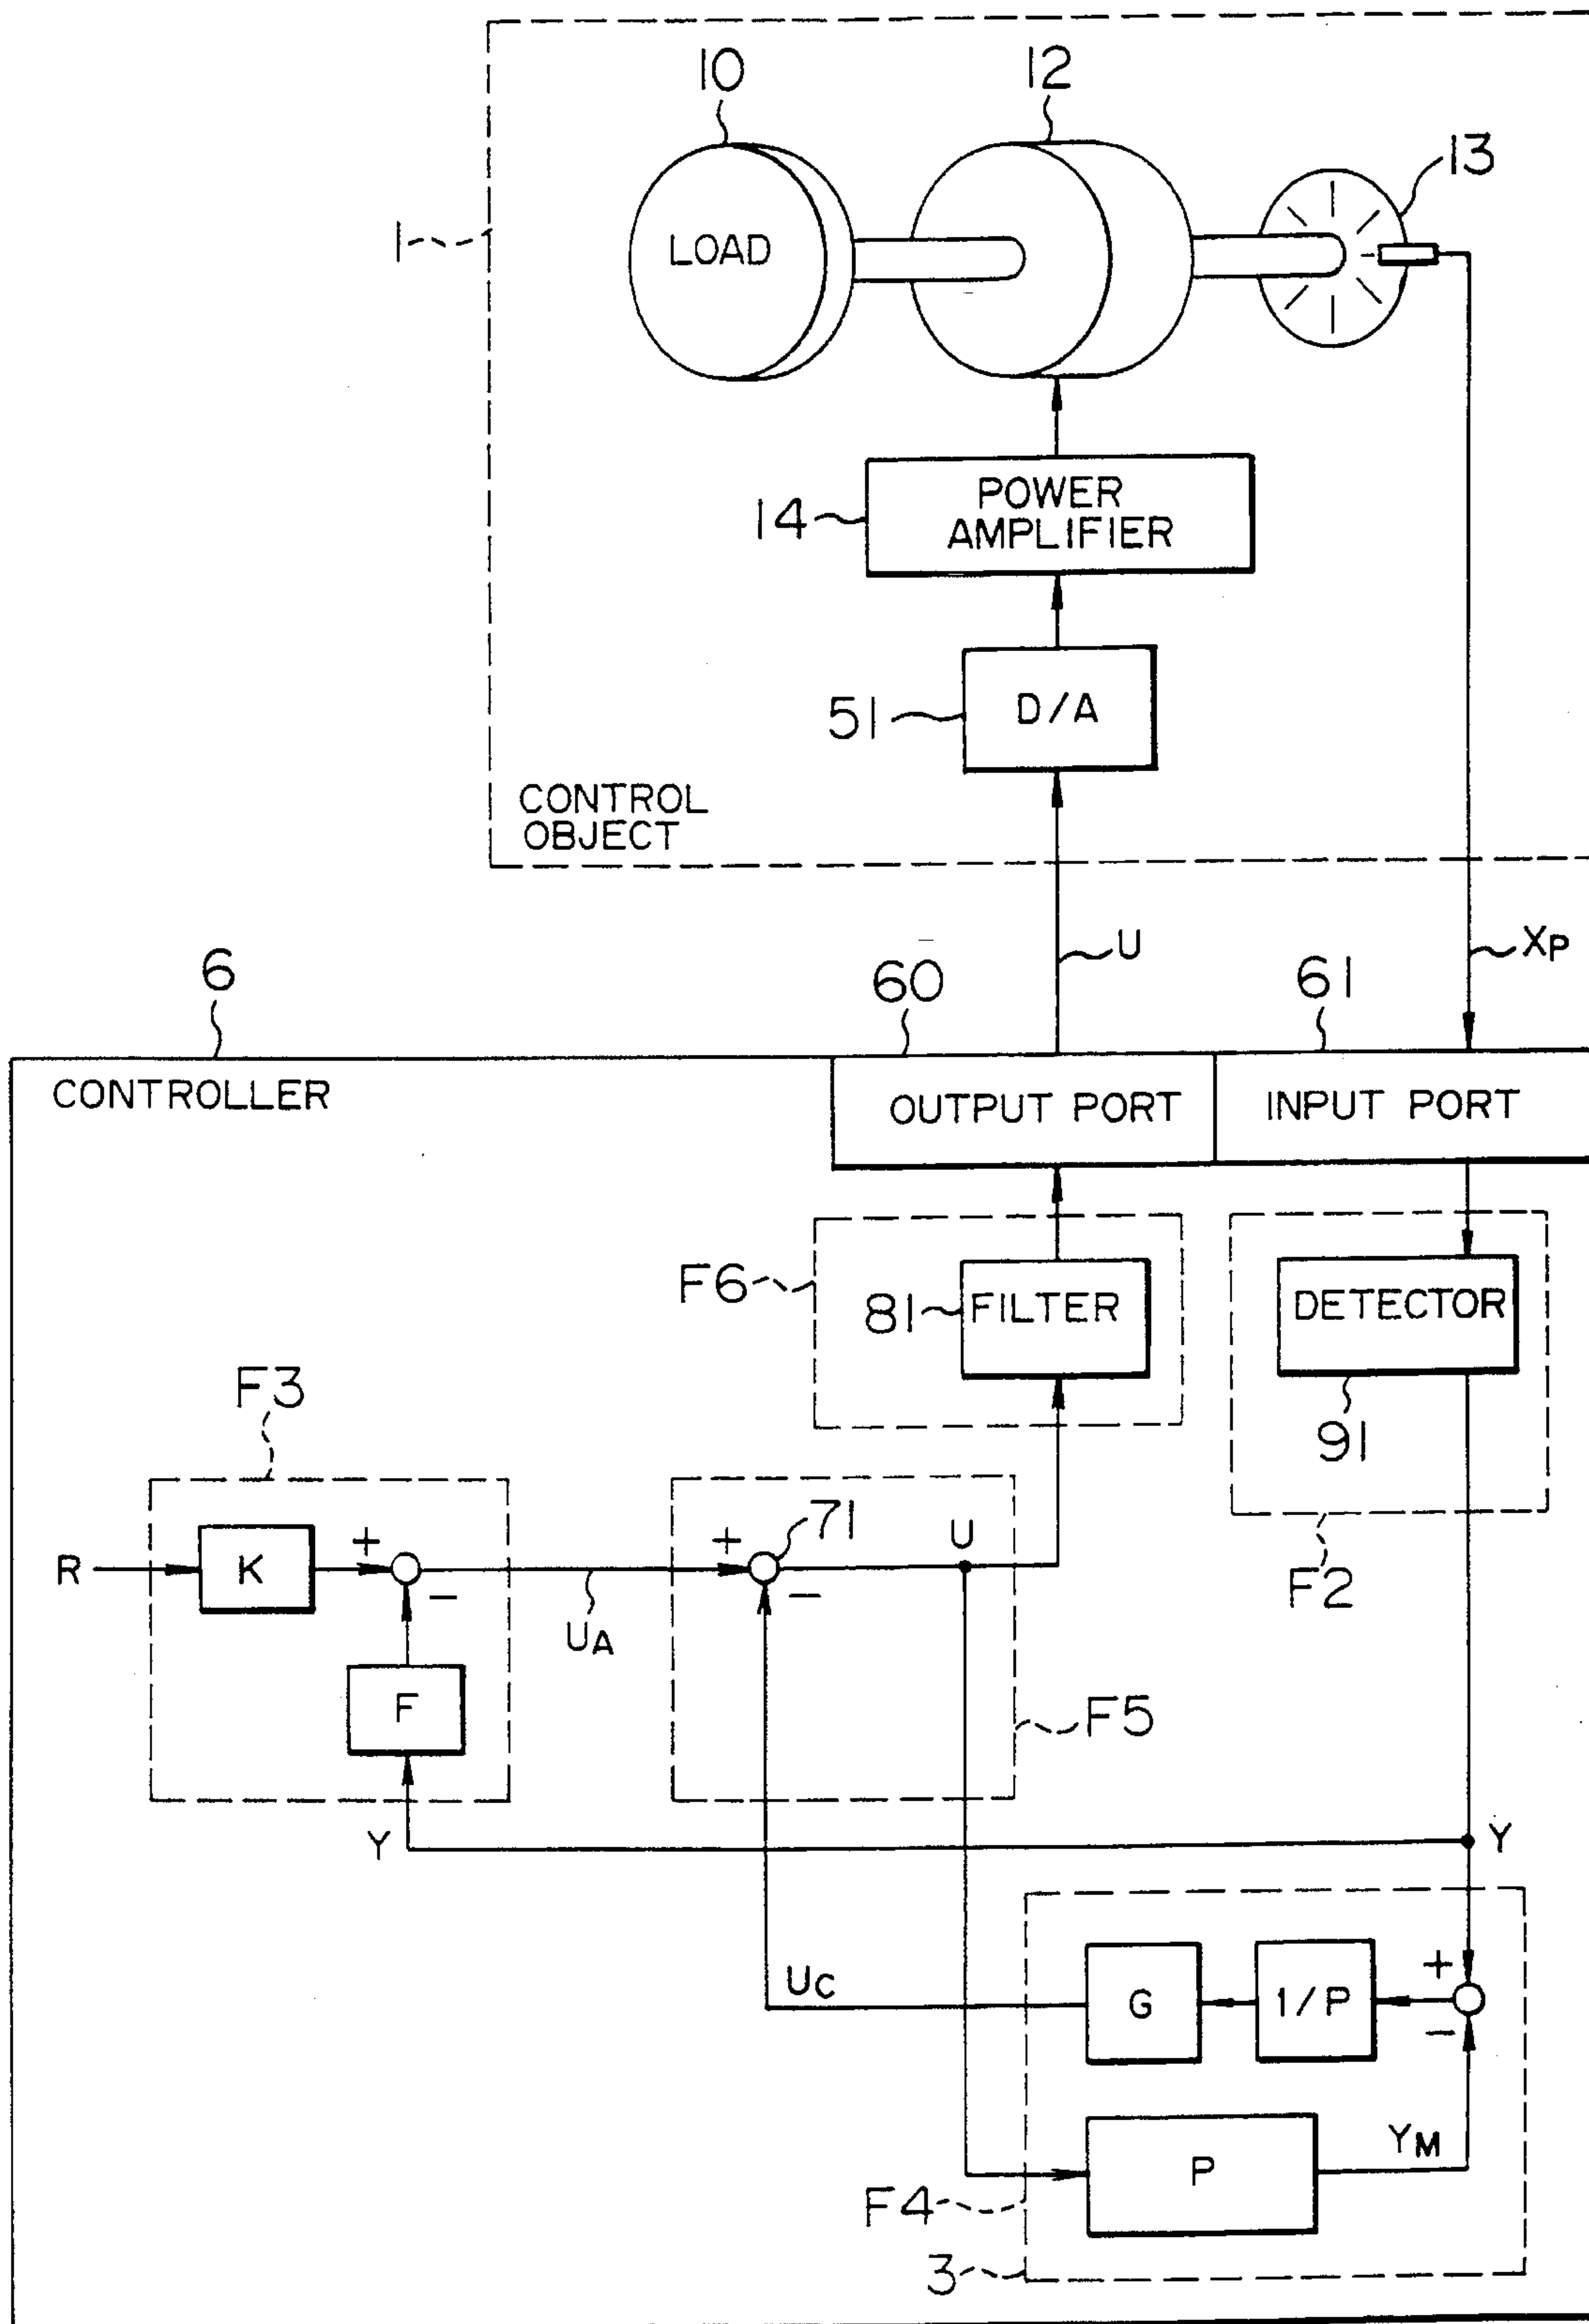 10
12
13
1
LOAD
14
POWER
AMPLIFIER
51
D/A
CONTROL
OBJECT
U
XP
6
60
61
CONTROLLER
OUTPUT PORT
INPUT PORT
F6
81
FILTER
DETECTOR
91
F3
F2
R
K
+
−
UA
+
−
71
U
F
F5
Y
Y
UC
G
1/P
+
−
P
YM
F4
3